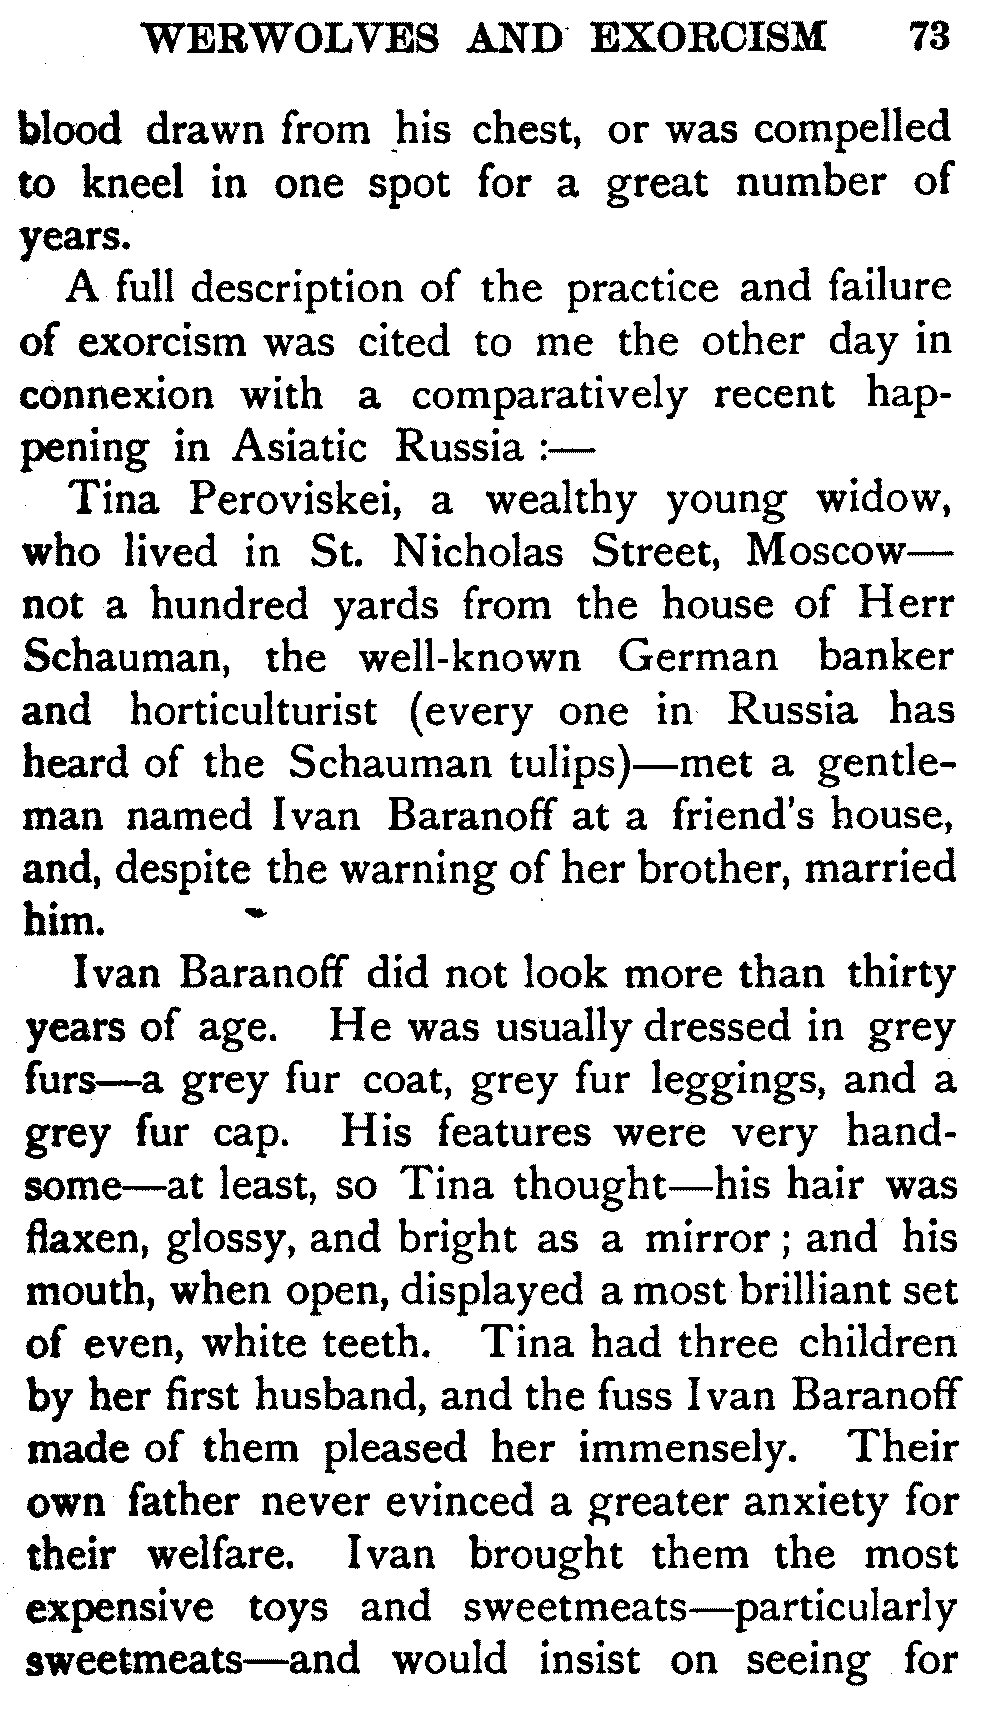 WERWOLVES AND EXORCISM 73
blood drawn from his chest, or was compelled
to kneel in one spot for a great number of
years.
A full description of the practice and failure
of exorcism was cited to me the other day in
connexion with a comparatively recent hap-
pening in Asiatic Russia :—
Tina Peroviskei, a wealthy young widow,
who lived in St. Nicholas Street, Moscow—
not a hundred yards from the house of Herr
Schauman, the well-known German banker
and horticulturist (every one in Russia has
heard of the Schauman tulips)—met a gentle-
man named Ivan Baranoff at a friend's house,
and, despite the warning of her brother, married
him.
Ivan Baranoff did not look more than thirty
years of age. He was usually dressed in grey
furs—a grey fur coat, grey fur leggings, and a
grey fur cap. His features were very hand-
some—at least, so Tina thought—his hair was
flaxen, glossy, and bright as a mirror ; and his
mouth, when open, displayed a most brilliant set
of even, white teeth. Tina had three children
by her first husband, and the fuss Ivan Baranoff
made of them pleased her immensely. Their
own father never evinced a greater anxiety for
their welfare. Ivan brought them the most
expensive toys and sweetmeats—particularly
sweetmeats—and would insist on seeing for